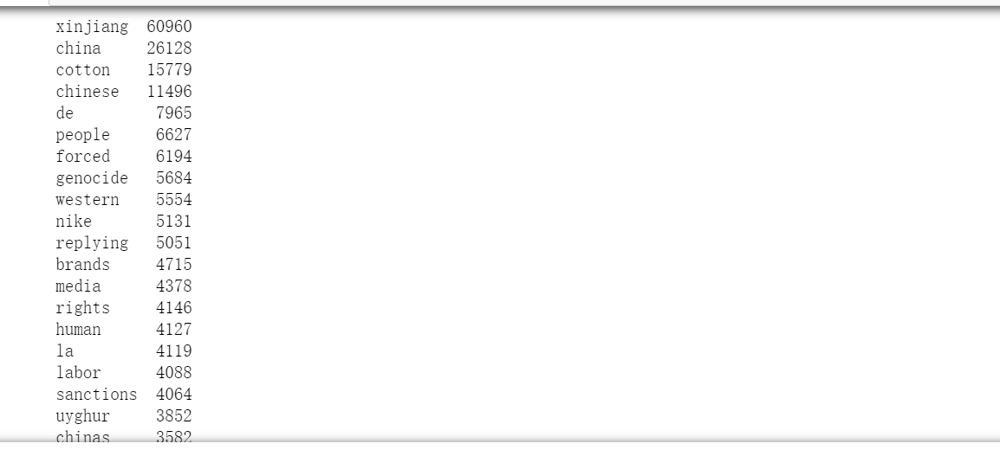 xinjiang 60960
china 26128
cotton 15779
chinese 11496
de 7965
people 6627
forced 6194
genocide 5684
western 5554
nike 5131
replying 5051
brands 4715
media 4378
rights 4146
human 4127
la 4119
labor 4088
sanctions 4064
uyghur 3852
chinas 3582